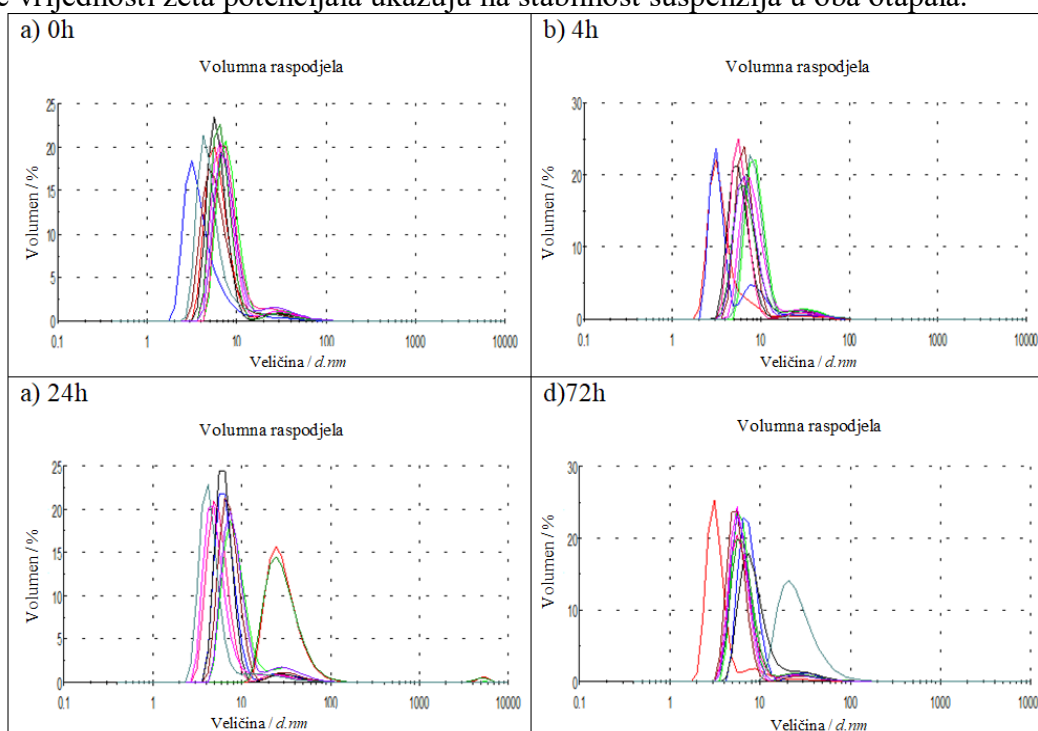 e vrijednosti zeta potencijala ukazuju na stabilnost suspenzija u oba otapala.
a) 0h
Volumna raspodjela
Volumen / %
25
20
15
10
5
0
0.1 1 10 100 1000 10000
Veličina / d.nm
b) 4h
Volumna raspodjela
Volumen / %
30
20
10
0
0.1 1 10 100 1000 10000
Veličina / d.nm
a) 24h
Volumna raspodjela
Volumen / %
25
20
15
10
5
0
0.1 1 10 100 1000 10000
Veličina / d.nm
d)72h
Volumna raspodjela
Volumen / %
30
20
10
0
0.1 1 10 100 1000 10000
Veličina / d.nm